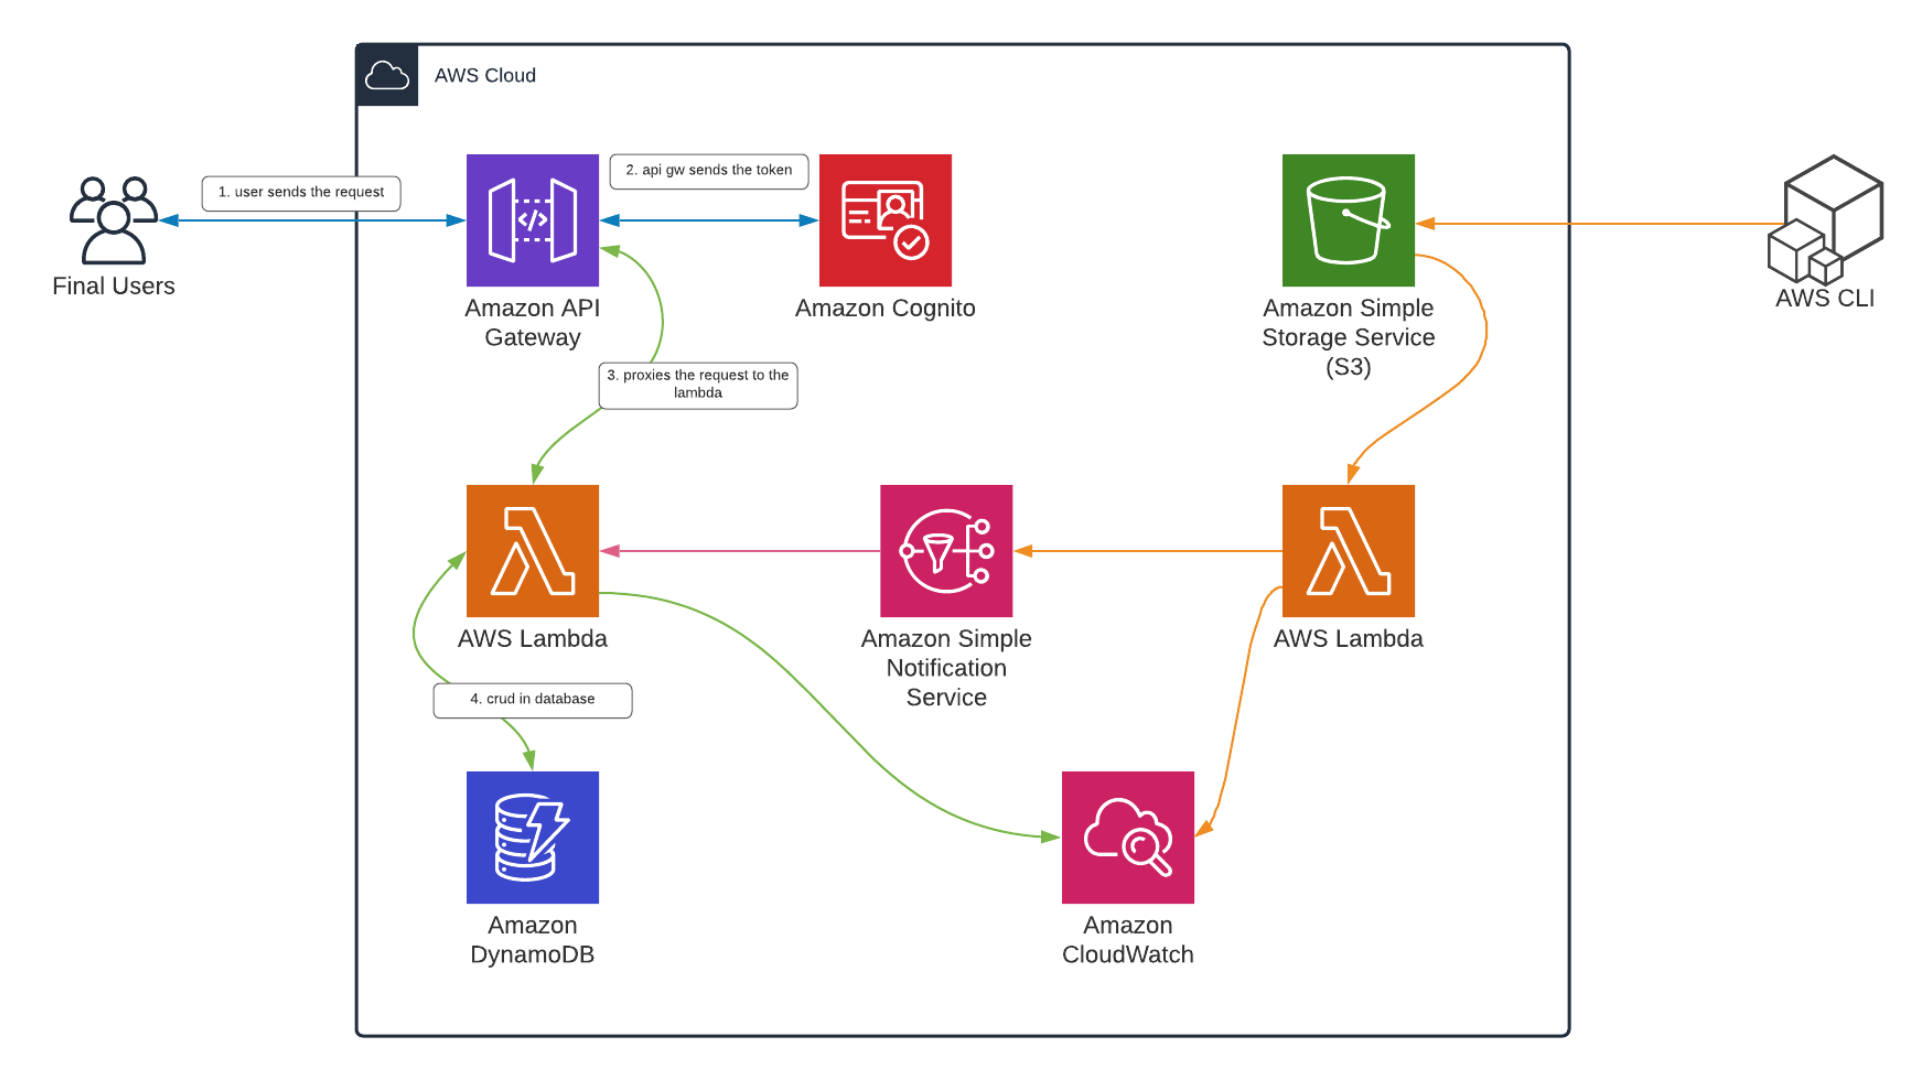 AWS Cloud
1. user sends the request
2. api gw sends the token
Final Users
Amazon API
Gateway
Amazon Cognito
Amazon Simple
Storage Service
(S3)
AWS CLI
3. proxies the request to the
lambda
AWS Lambda
Amazon Simple
Notification
Service
AWS Lambda
4. crud in database
Amazon
DynamoDB
Amazon
CloudWatch